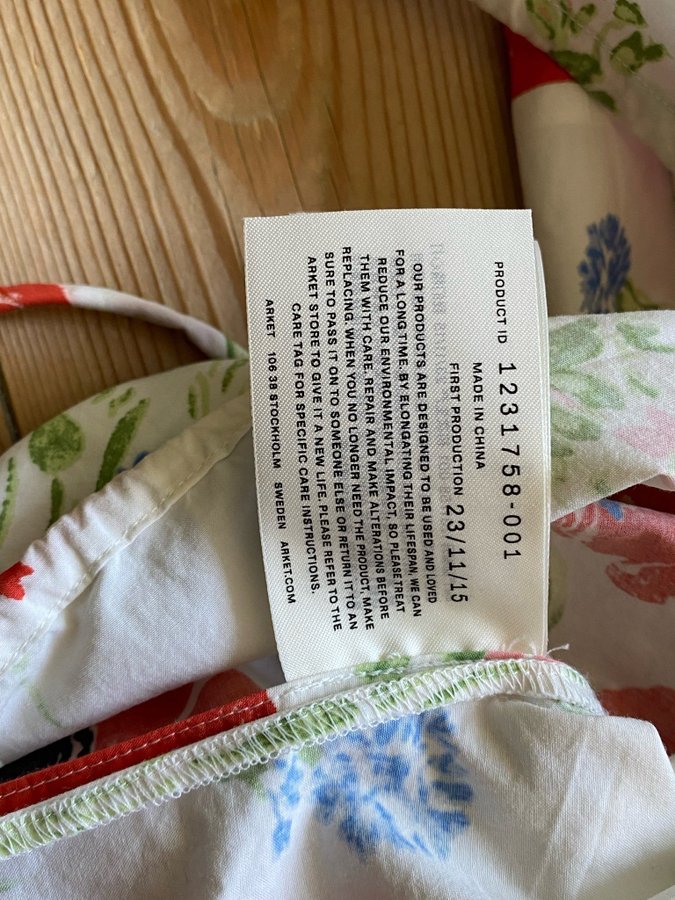 PRODUCT ID 1231758-001
MADE IN CHINA
FIRST PRODUCTION 23/11/15
OUR PRODUCTS ARE DESIGNED TO BE USED AND LOVED
FOR A LONG TIME. BY ELONGATING THEIR LIFESPAN, WE CAN
REDUCE OUR ENVIRONMENTAL IMPACT, SO PLEASE TREAT
THEM WITH CARE. REPAIR AND MAKE ALTERATIONS BEFORE
REPLACING. WHEN YOU NO LONGER NEED THE PRODUCT, MAKE
SURE TO PASS IT ON TO SOMEONE ELSE OR RETURN IT TO AN
ARKET STORE TO GIVE IT A NEW LIFE. PLEASE REFER TO THE
CARE TAG FOR SPECIFIC CARE INSTRUCTIONS.
ARKET 106 38 STOCKHOLM SWEDEN ARKET.COM